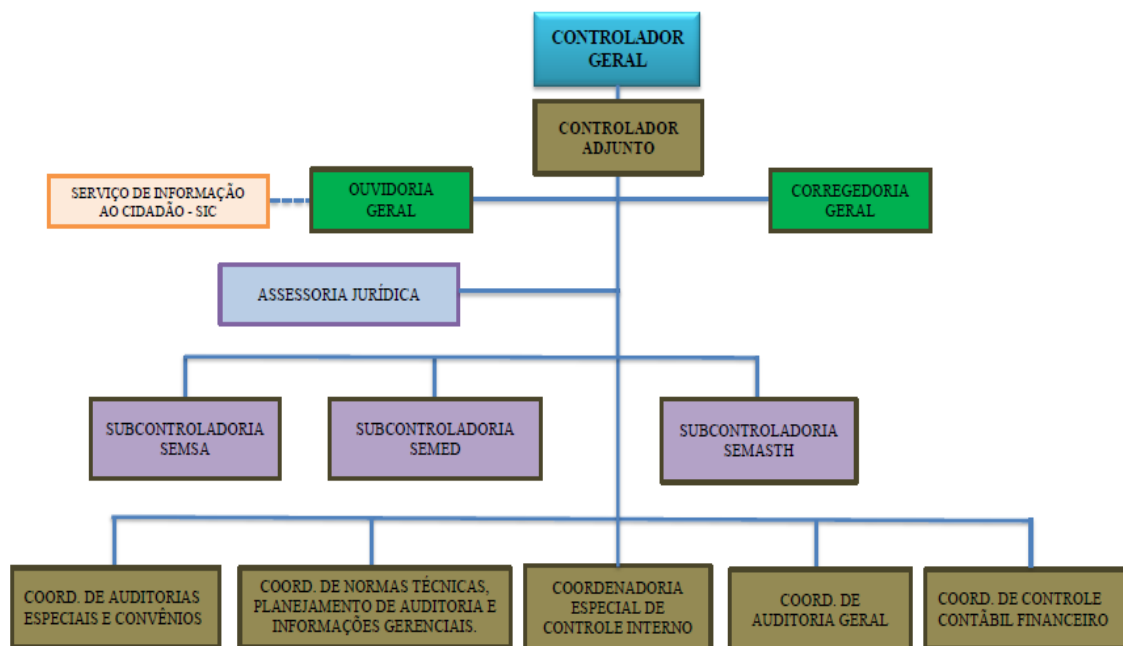 CONTROLADOR
GERAL
CONTROLADOR
ADJUNTO
SERVIÇO DE INFORMAÇÃO
AO CIDADÃO - SIC
OUVIDORIA
GERAL
CORREGEDORIA
GERAL
ASSESSORIA JURÍDICA
SUBCONTROLADORIA
SEMSA
SUBCONTROLADORIA
SEMED
SUBCONTROLADORIA
SEMASTH
COORD. DE AUDITORIAS
ESPECIAIS E CONVÊNIOS
COORD. DE NORMAS TÉCNICAS,
PLANEJAMENTO DE AUDITORIA E
INFORMAÇÕES GERENCIAIS.
COORDENADORIA
ESPECIAL DE
CONTROLE INTERNO
COORD. DE
AUDITORIA GERAL
COORD. DE CONTROLE
CONTÁBIL FINANCEIRO